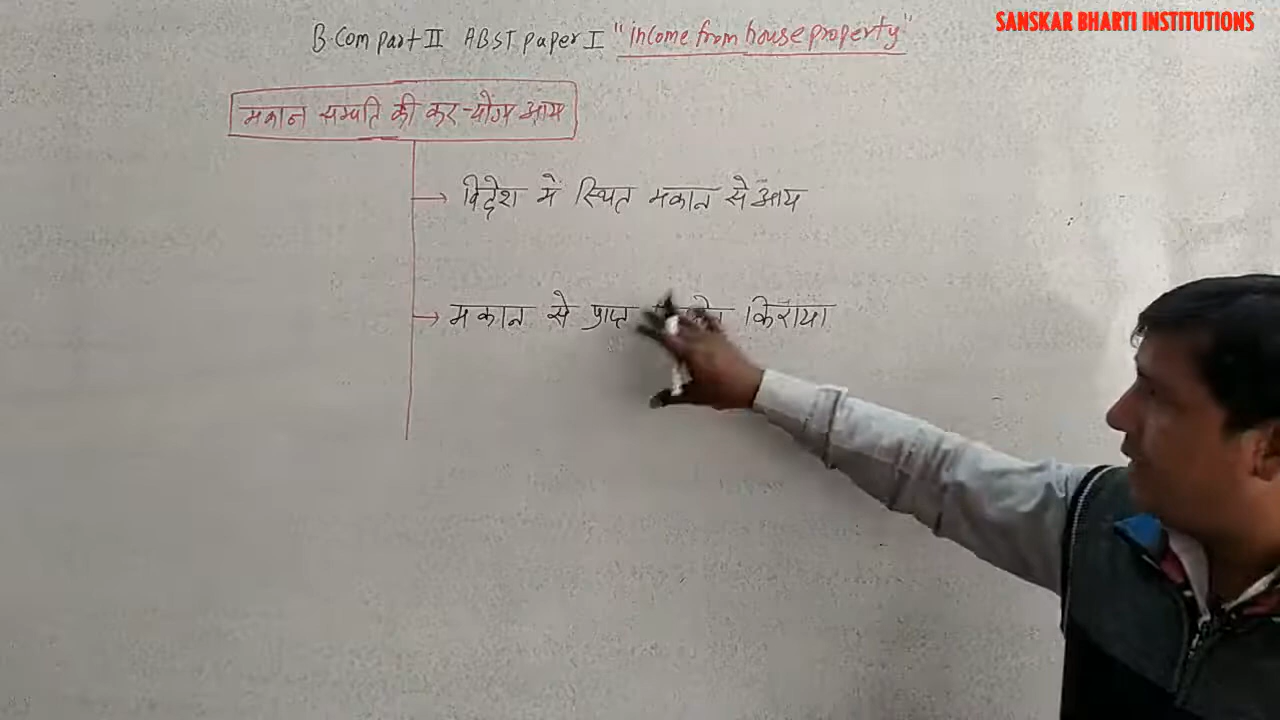 SANSKAR BHARTI INSTITUTIONS
B.Com part II ABST paper I "income from house property"
मकान सम्पति की कर-योग्य आय
विदेश में स्थित मकान से आय
मकान से प्राप्त किराया